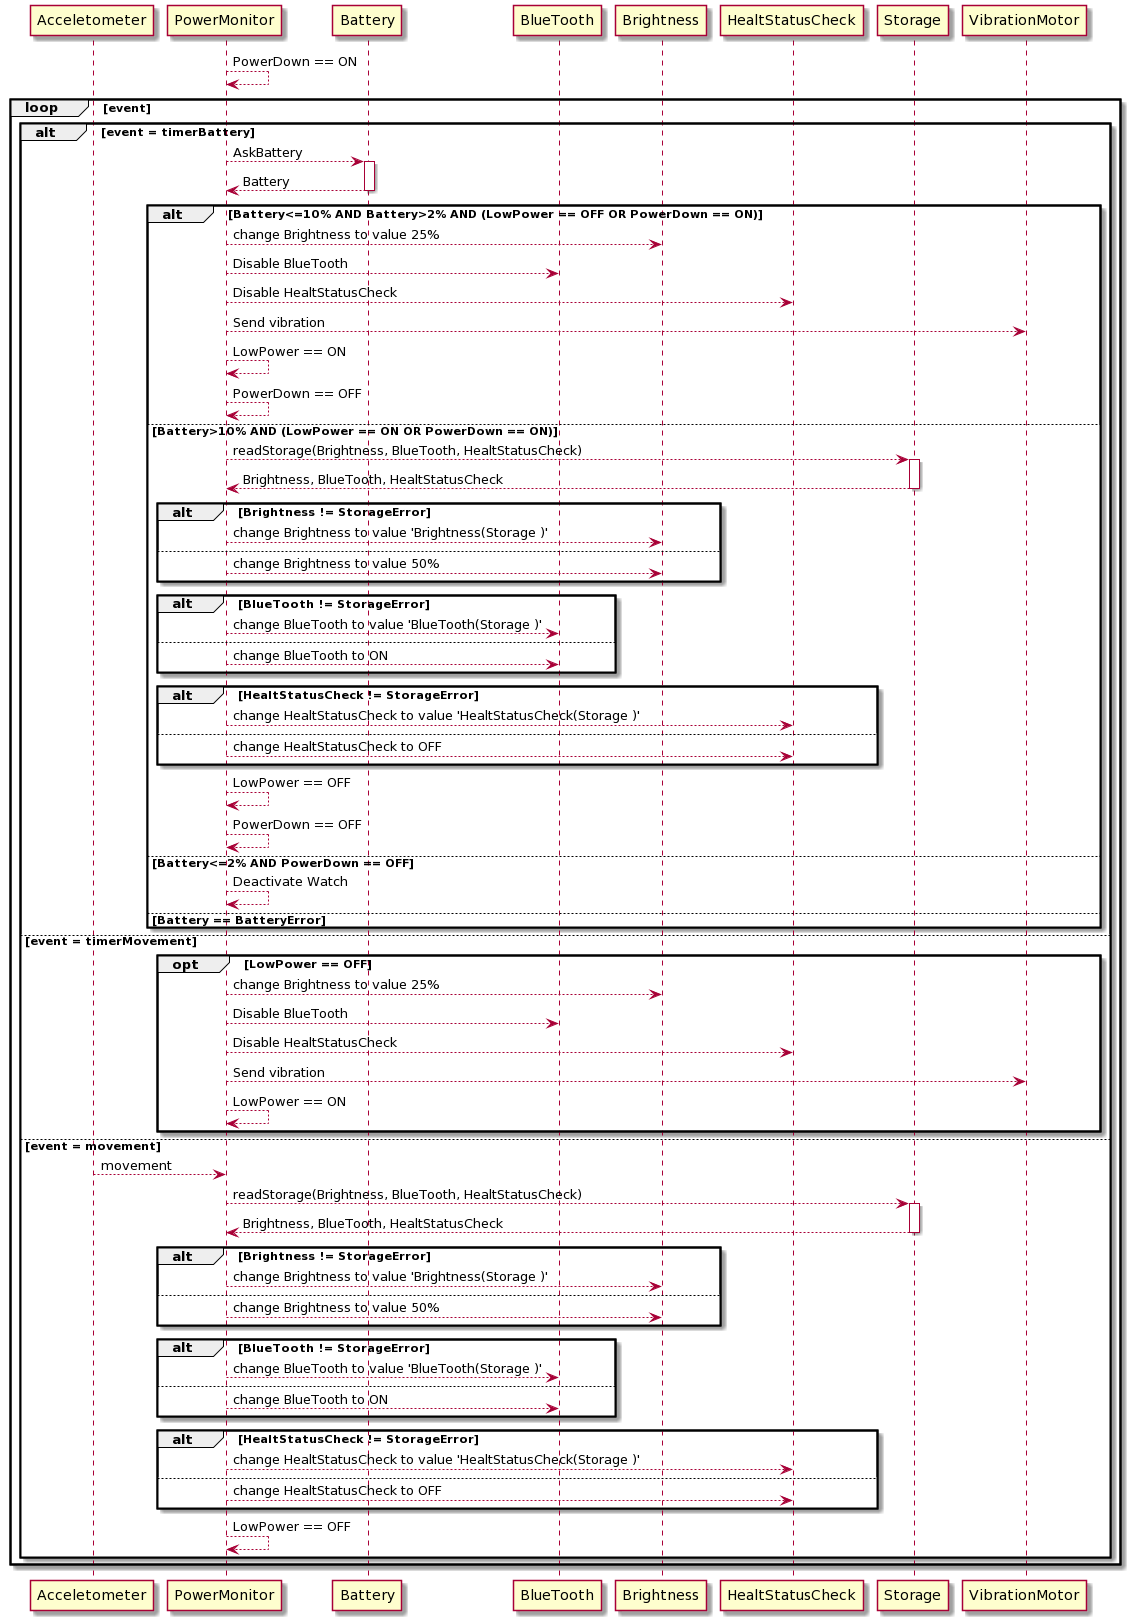 Acceletometer PowerMonitor Battery BlueTooth Brightness HealtStatusCheck Storage VibrationMotor
PowerDown == ON
loop [event]
alt [event = timerBattery]
AskBattery
Battery
alt [Battery<=10% AND Battery>2% AND (LowPower == OFF OR PowerDown == ON)]
change Brightness to value 25%
Disable BlueTooth
Disable HealtStatusCheck
Send vibration
LowPower == ON
PowerDown == OFF
[Battery>10% AND (LowPower == ON OR PowerDown == ON)]
readStorage(Brightness, BlueTooth, HealtStatusCheck)
Brightness, BlueTooth, HealtStatusCheck
alt [Brightness != StorageError]
change Brightness to value 'Brightness(Storage )'
change Brightness to value 50%
alt [BlueTooth != StorageError]
change BlueTooth to value 'BlueTooth(Storage )'
change BlueTooth to ON
alt [HealtStatusCheck != StorageError]
change HealtStatusCheck to value 'HealtStatusCheck(Storage )'
change HealtStatusCheck to OFF
LowPower == OFF
PowerDown == OFF
[Battery<=2% AND PowerDown == OFF]
Deactivate Watch
[Battery == BatteryError]
[event = timerMovement]
opt [LowPower == OFF]
change Brightness to value 25%
Disable BlueTooth
Disable HealtStatusCheck
Send vibration
LowPower == ON
[event = movement]
movement
readStorage(Brightness, BlueTooth, HealtStatusCheck)
Brightness, BlueTooth, HealtStatusCheck
alt [Brightness != StorageError]
change Brightness to value 'Brightness(Storage )'
change Brightness to value 50%
alt [BlueTooth != StorageError]
change BlueTooth to value 'BlueTooth(Storage )'
change BlueTooth to ON
alt [HealtStatusCheck != StorageError]
change HealtStatusCheck to value 'HealtStatusCheck(Storage )'
change HealtStatusCheck to OFF
LowPower == OFF
Acceletometer PowerMonitor Battery BlueTooth Brightness HealtStatusCheck Storage VibrationMotor